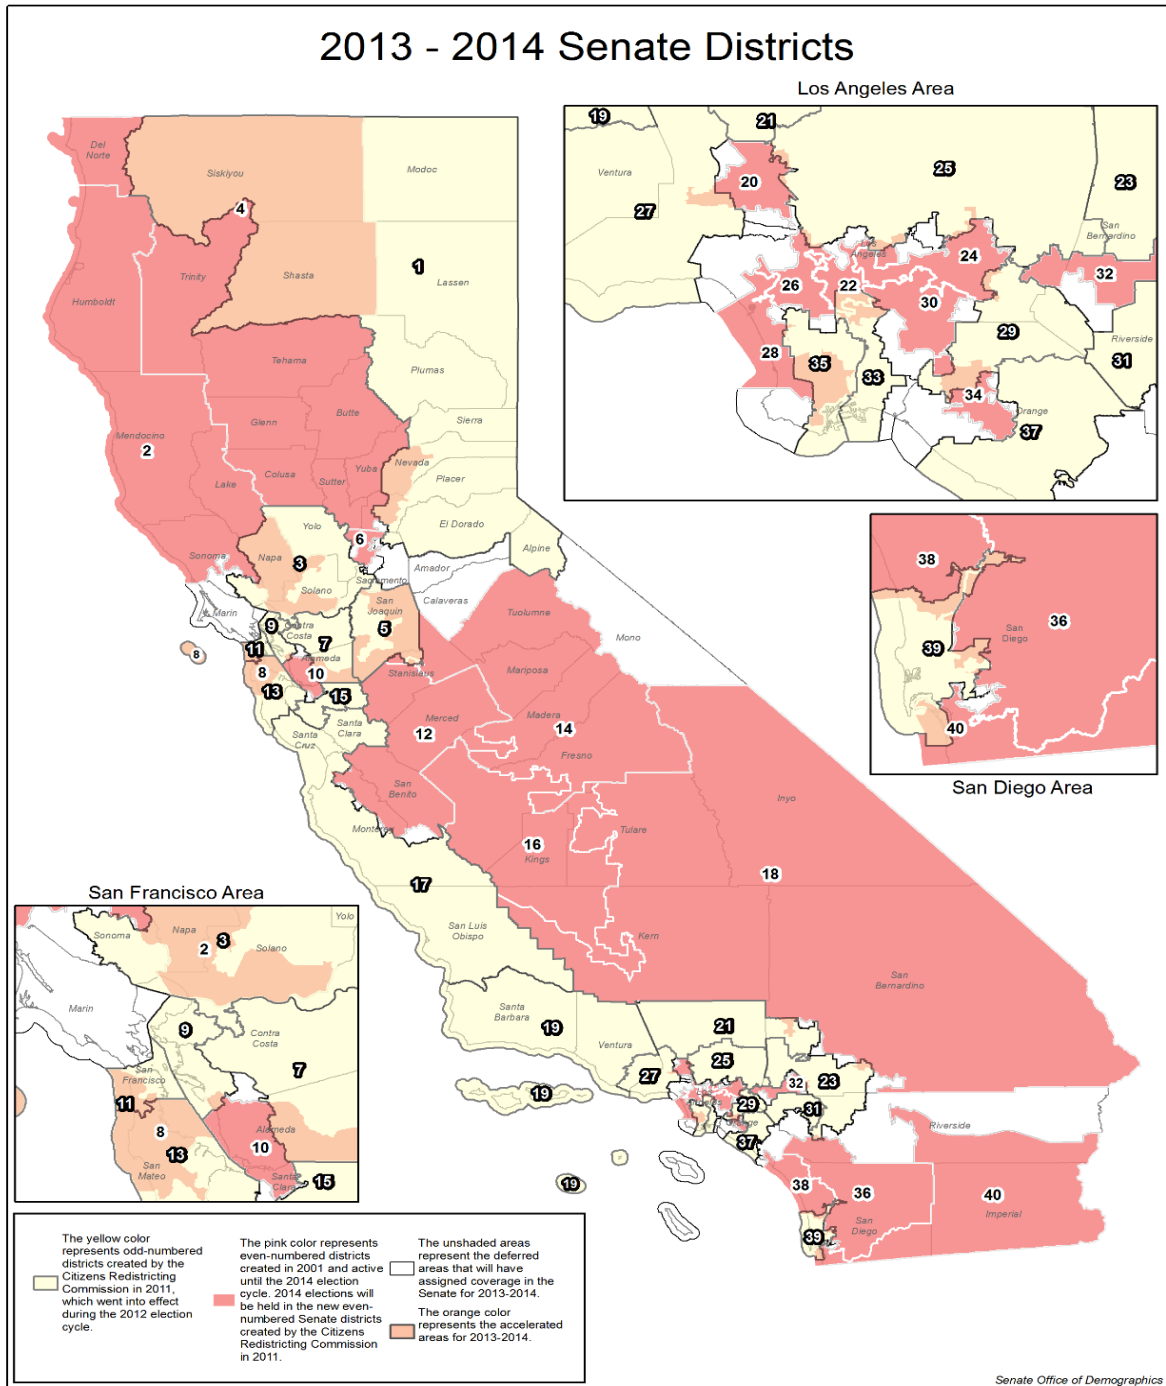 2013 - 2014 Senate Districts
Los Angeles Area
19
21
Ventura
25
20
23
27
San
Bernardino
Los
Angeles
24
32
26
22
30
29
Riverside
28
35
33
31
34
Orange
37
Del
Norte
Siskiyou
Modoc
4
1
Trinity
Shasta
Lassen
Humboldt
Tehama
Plumas
Butte
Glenn
Sierra
Mendocino
2
Nevada
Yuba
Colusa
Sutter
Placer
Lake
El Dorado
Yolo
6
Alpine
Sonoma
Napa
3
Amador
Sacramento
Solano
Calaveras
San
Joaquin
Marin
Tuolumne
9
Contra
Costa
5
Mono
7
11
8
Alameda
8
10
Stanislaus
Mariposa
13
15
Merced
Madera
Santa
Clara
12
14
Santa
Cruz
Fresno
San
Benito
Inyo
Monterey
Tulare
16
Kings
18
17
San Luis
Obispo
Kern
San
Bernardino
Santa
Barbara
19
21
Ventura
25
27
32
23
19
Los
Angeles
29
31
Orange
37
Riverside
19
38
36
40
San
Diego
Imperial
39
38
36
San
Diego
39
40
San Diego Area
San Francisco Area
Yolo
Sonoma
Napa
2
3
Solano
Marin
9
Contra
Costa
7
San
Francisco
11
8
Alameda
13
10
San
Mateo
Santa
Clara
15
The yellow color
represents odd-numbered
districts created by the
Citizens Redistricting
Commission in 2011,
which went into effect
during the 2012 election
cycle.
The pink color represents
even-numbered districts
created in 2001 and active
until the 2014 election
cycle. 2014 elections will
be held in the new even-
numbered Senate districts
created by the Citizens
Redistricting Commission
in 2011.
The unshaded areas
represent the deferred
areas that will have
assigned coverage in the
Senate for 2013-2014.
The orange color
represents the accelerated
areas for 2013-2014.
Senate Office of Demographics